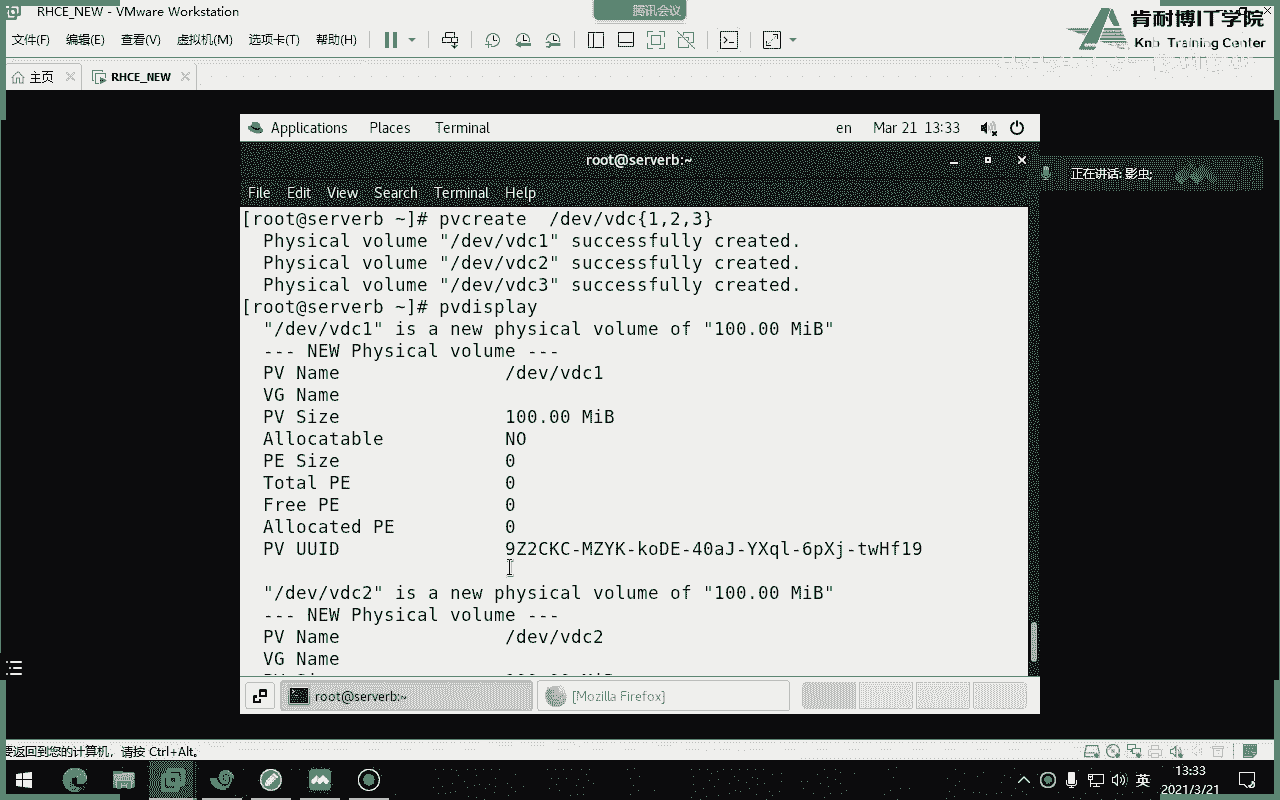 RHCE_NEW - VMware Workstation
腾讯会议
肯耐博IT学院
Knb Training Center
文件(F) 编辑(E) 查看(V) 虚拟机(M) 选项卡(T) 帮助(H)
主页 RHCE_NEW
Applications Places Terminal en Mar 21 13:33
root@serverb:~
正在讲话: 影虫;
File Edit View Search Terminal Help
[root@serverb ~]# pvcreate  /dev/vdc{1,2,3}
Physical volume "/dev/vdc1" successfully created.
Physical volume "/dev/vdc2" successfully created.
Physical volume "/dev/vdc3" successfully created.
[root@serverb ~]# pvdisplay
"/dev/vdc1" is a new physical volume of "100.00 MiB"
--- NEW Physical volume ---
PV Name /dev/vdc1
VG Name
PV Size 100.00 MiB
Allocatable NO
PE Size 0
Total PE 0
Free PE 0
Allocated PE 0
PV UUID 9Z2CKC-MZYK-koDE-40aJ-YXql-6pXj-twHf19
"/dev/vdc2" is a new physical volume of "100.00 MiB"
--- NEW Physical volume ---
PV Name /dev/vdc2
VG Name
root@serverb:~ [Mozilla Firefox]
要返回到您的计算机，请按 Ctrl+Alt。
英
13:33
2021/3/21